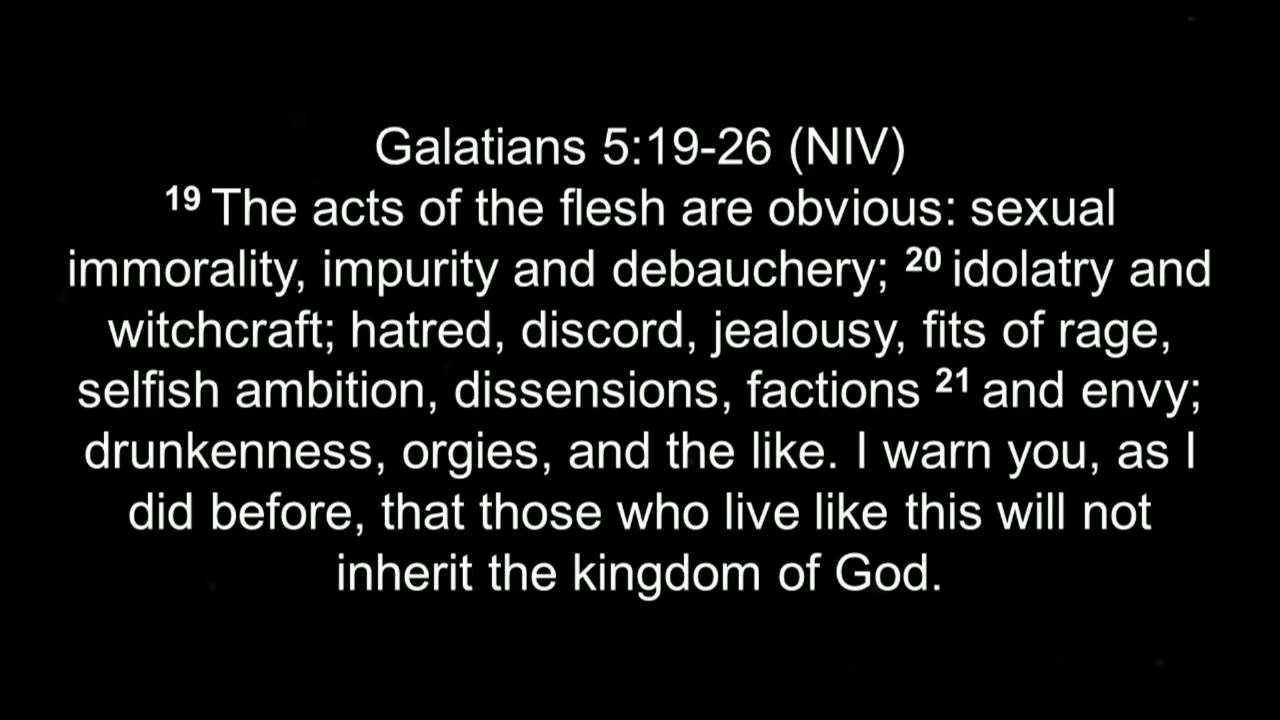 Galatians 5:19-26 (NIV)
19 The acts of the flesh are obvious: sexual
immorality, impurity and debauchery; 20 idolatry and
witchcraft; hatred, discord, jealousy, fits of rage,
selfish ambition, dissensions, factions 21 and envy;
drunkenness, orgies, and the like. I warn you, as I
did before, that those who live like this will not
inherit the kingdom of God.